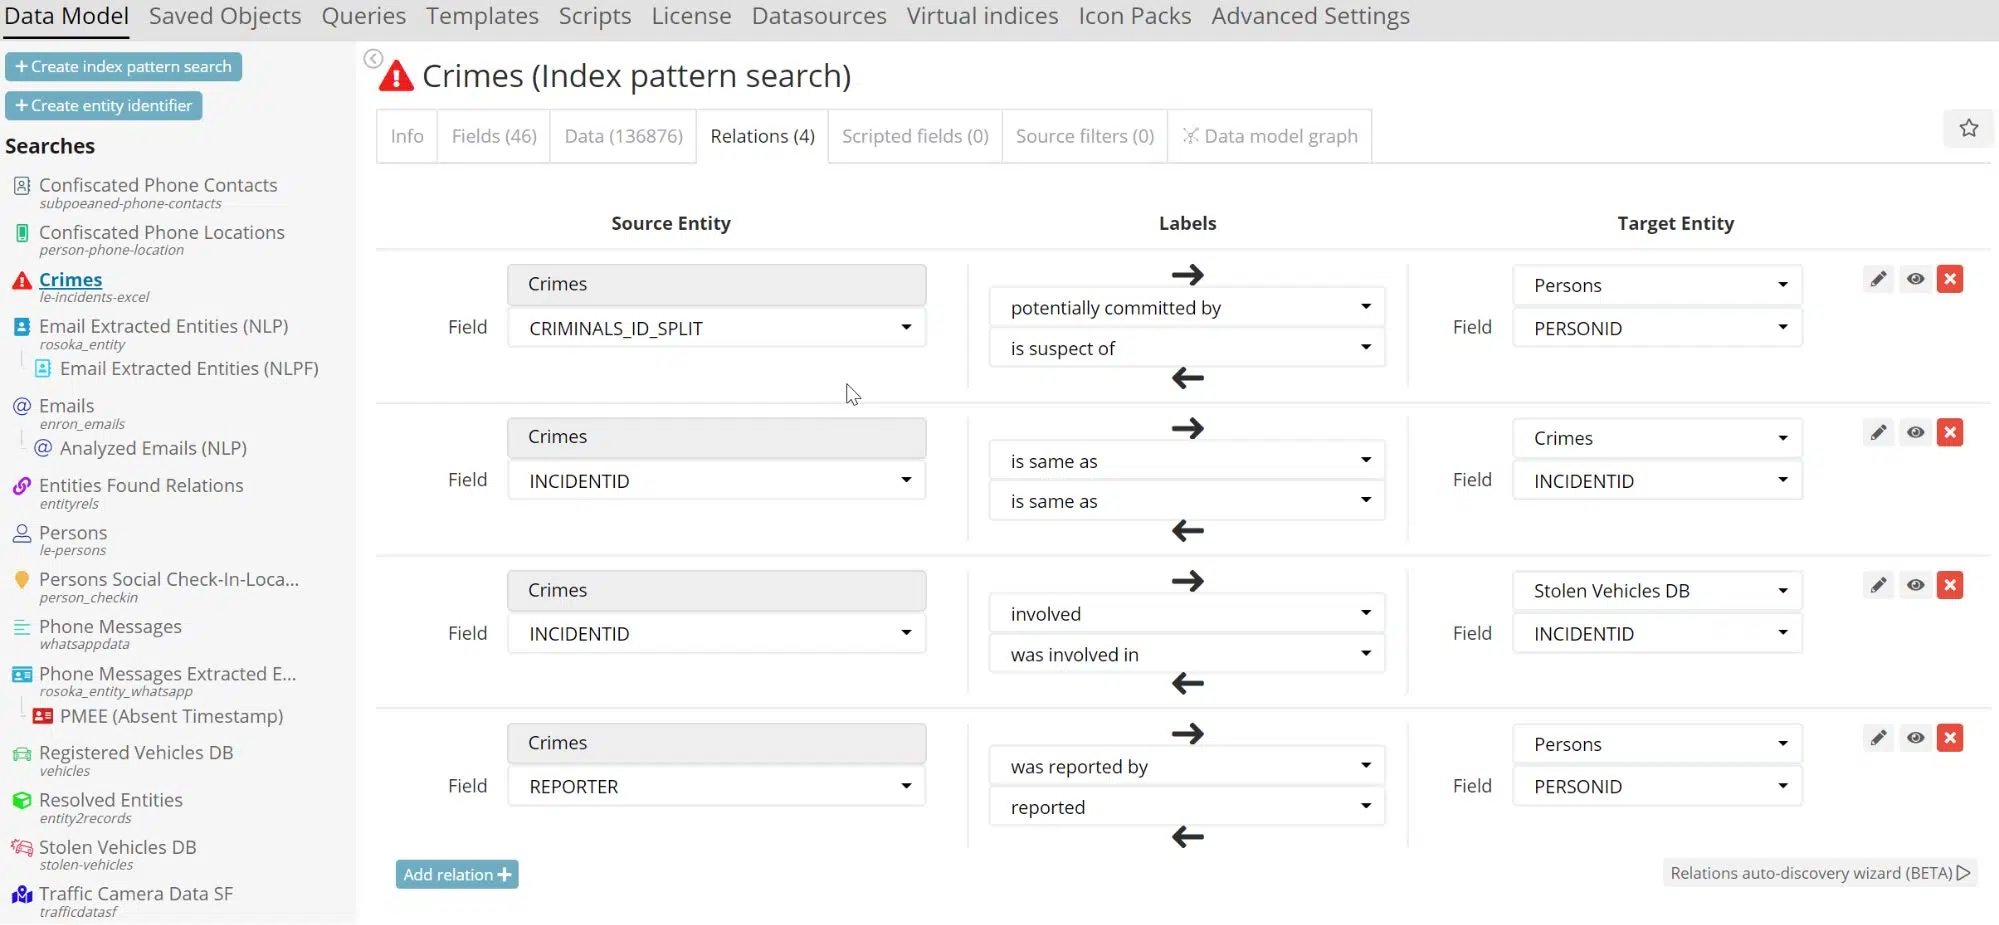 Data Model Saved Objects Queries Templates Scripts License Datasources Virtual indices Icon Packs Advanced Settings
+ Create index pattern search
+ Create entity identifier
Searches
Confiscated Phone Contacts
subpoeaned-phone-contacts
Confiscated Phone Locations
person-phone-location
Crimes
le-incidents-excel
Email Extracted Entities (NLP)
rosoka_entity
Email Extracted Entities (NLPF)
Emails
enron_emails
Analyzed Emails (NLP)
Entities Found Relations
entityrels
Persons
le-persons
Persons Social Check-In-Loca...
person_checkin
Phone Messages
whatsappdata
Phone Messages Extracted E...
rosoka_entity_whatsapp
PMEE (Absent Timestamp)
Registered Vehicles DB
vehicles
Resolved Entities
entity2records
Stolen Vehicles DB
stolen-vehicles
Traffic Camera Data SF
trafficdatasf
Crimes (Index pattern search)
Info Fields (46) Data (136876) Relations (4) Scripted fields (0) Source filters (0) Data model graph
Source Entity Labels Target Entity
Crimes
Field CRIMINALS_ID_SPLIT
potentially committed by
is suspect of
Persons
Field PERSONID
Crimes
Field INCIDENTID
is same as
is same as
Crimes
Field INCIDENTID
Crimes
Field INCIDENTID
involved
was involved in
Stolen Vehicles DB
Field INCIDENTID
Crimes
Field REPORTER
was reported by
reported
Persons
Field PERSONID
Add relation +
Relations auto-discovery wizard (BETA)